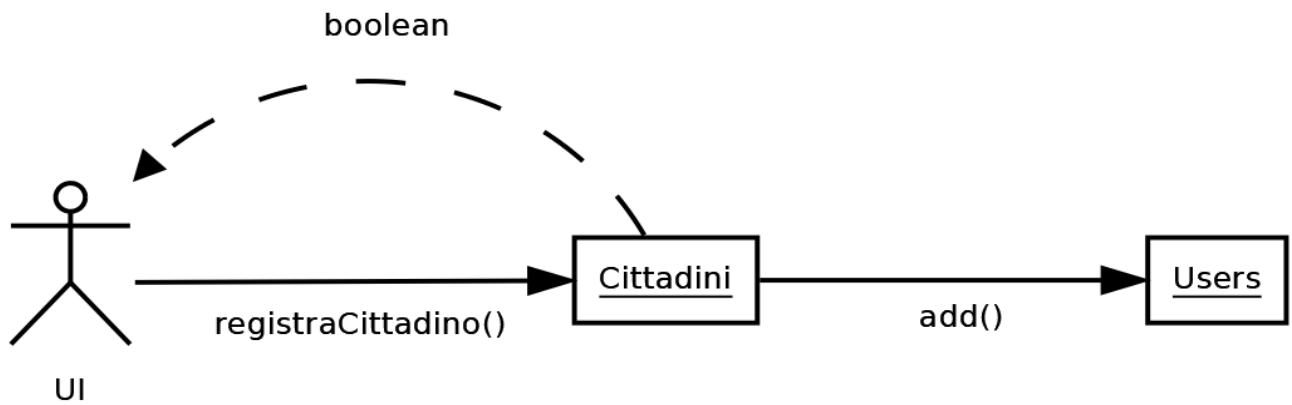 boolean
Cittadini
Users
registraCittadino()
add()
UI